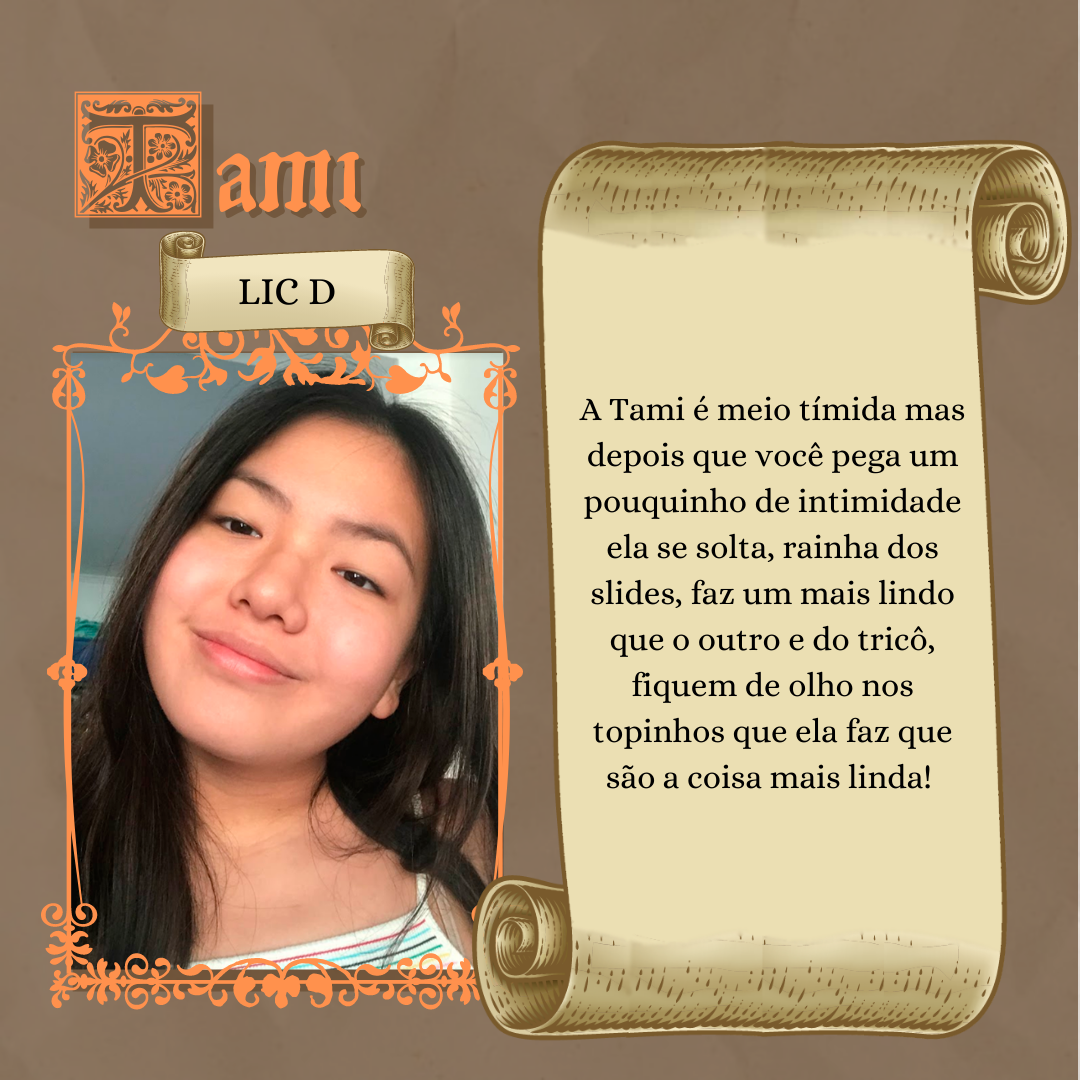 Tami
LIC D
A Tami é meio tímida mas
depois que você pega um
pouquinho de intimidade
ela se solta, rainha dos
slides, faz um mais lindo
que o outro e do tricô,
fiquem de olho nos
topinhos que ela faz que
são a coisa mais linda!